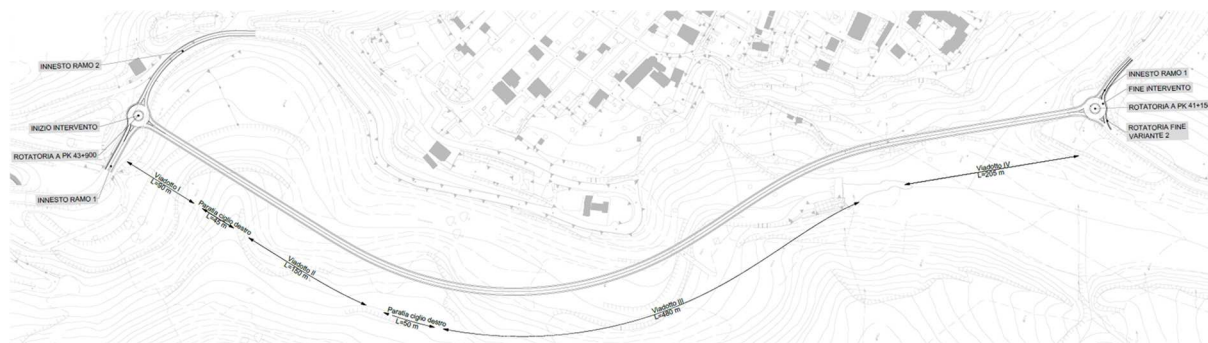 INNESTO RAMO 2
INIZIO INTERVENTO
ROTATORIA A PK 43+900
INNESTO RAMO 1
Viadotto I
L=90 m
Paratia ciglio destro
L=45 m
Viadotto II
L=150 m
Paratia ciglio destro
L=50 m
Viadotto III
L=480 m
Viadotto IV
L=205 m
INNESTO RAMO 1
FINE INTERVENTO
ROTATORIA A PK 41+15
ROTATORIA FINE
VARIANTE 2